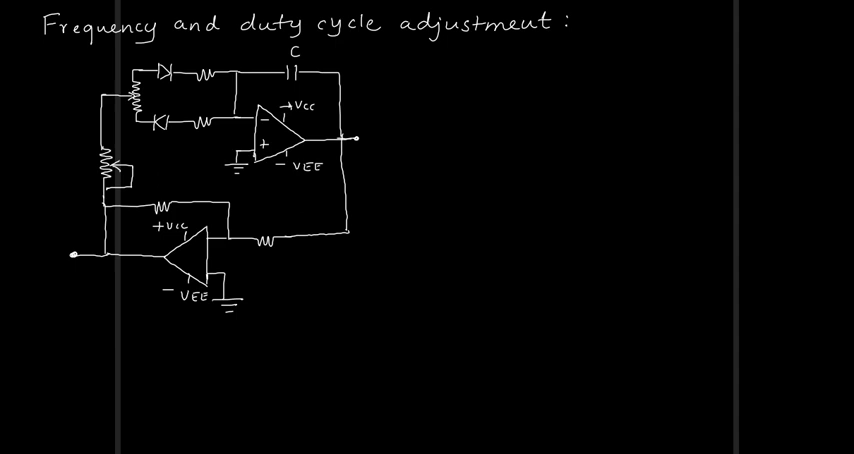 Frequency and duty cycle adjustment :
C
+Vcc
-
+
- VEE
+Vcc
- VEE